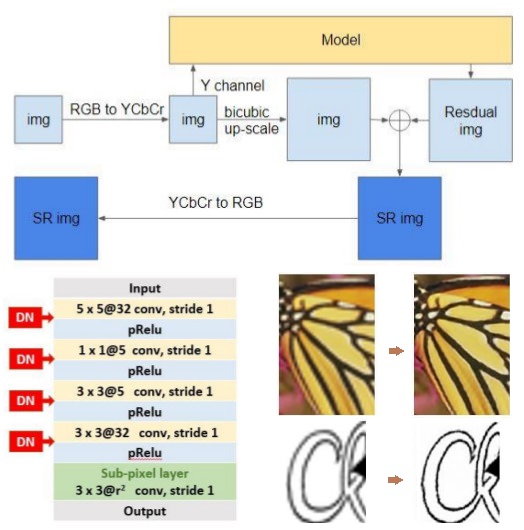 Model
Y channel
RGB to YCbCr
img
img
bicubic
up-scale
img
Resdual
img
YCbCr to RGB
SR img
SR img
Input
DN
5 x 5@32 conv, stride 1
pRelu
DN
1 x 1@5 conv, stride 1
pRelu
DN
3 x 3@5 conv, stride 1
pRelu
DN
3 x 3@32 conv, stride 1
pRelu
Sub-pixel layer
3 x 3@r² conv, stride 1
Output